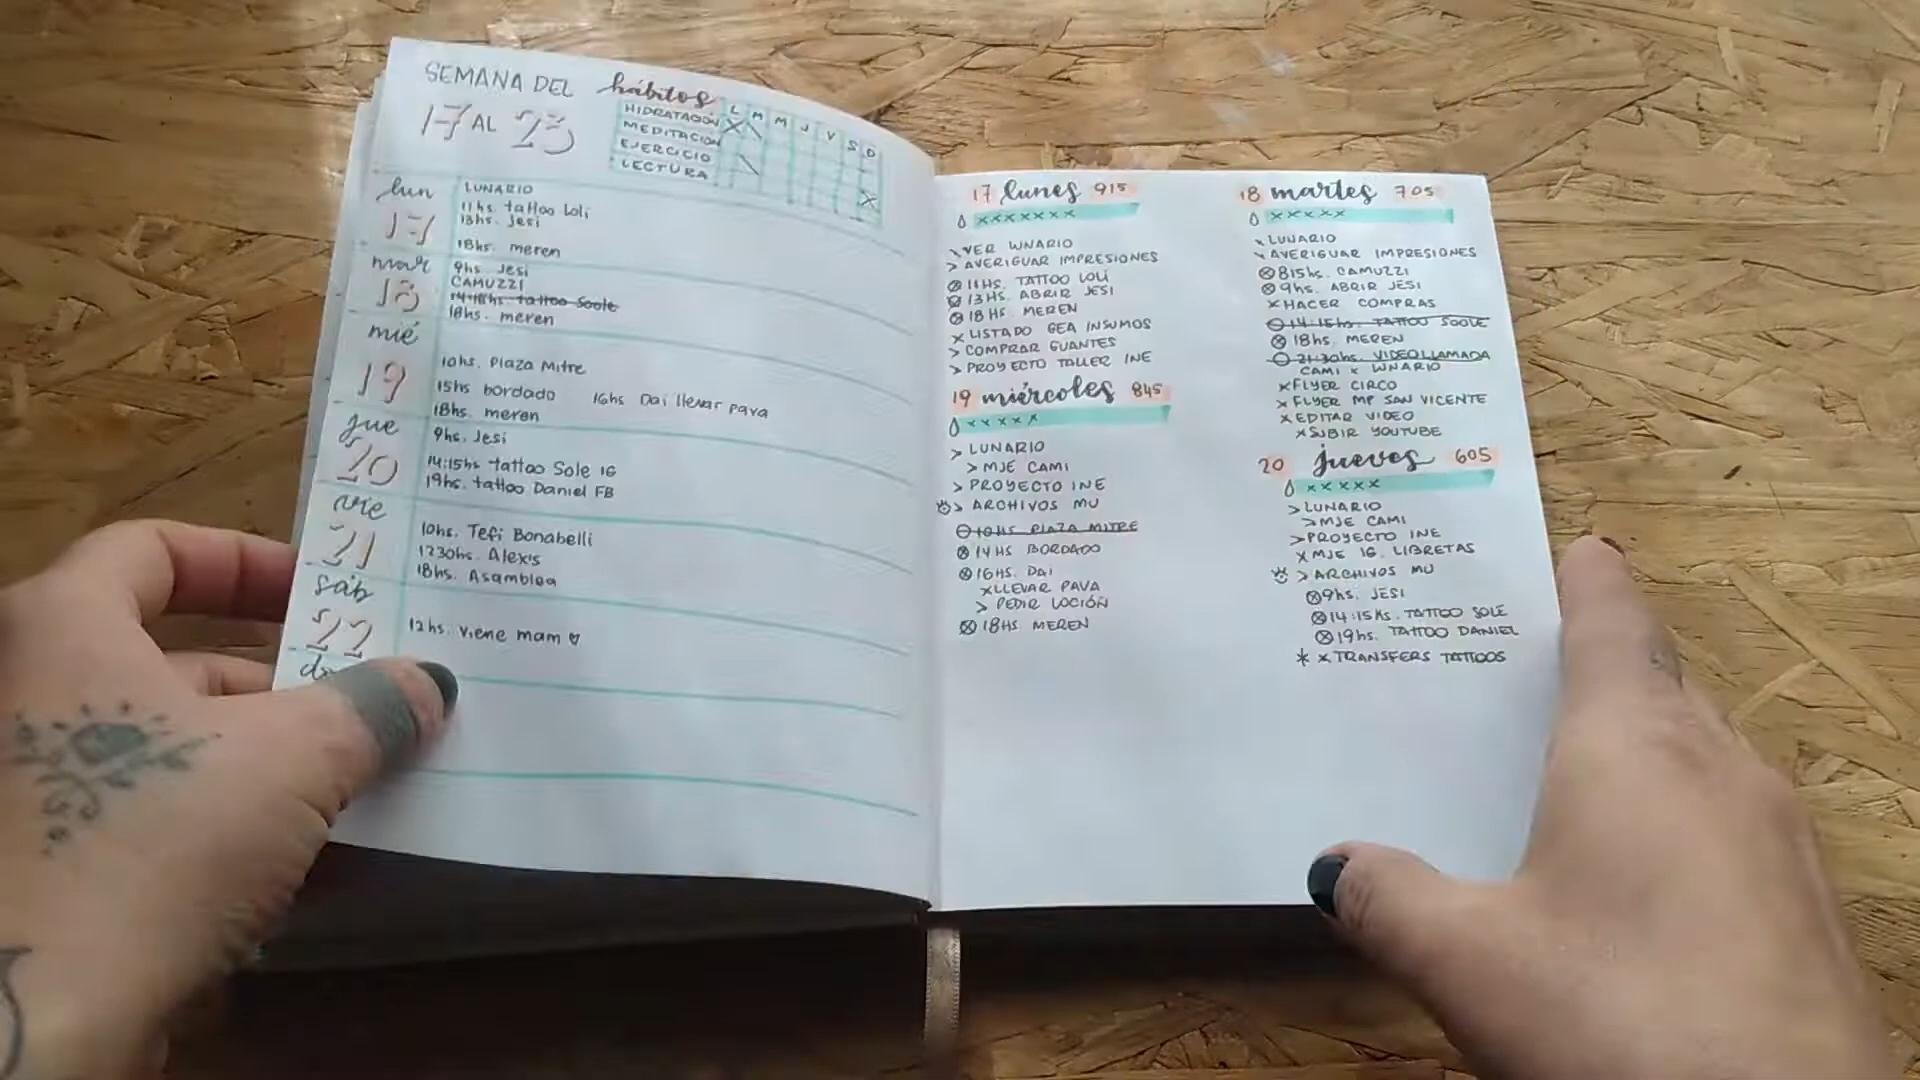 SEMANA DEL
17 AL 23
hábitos
L M M J V S D
HIDRATACIÓN X \
MEDITACIÓN
EJERCICIO \
LECTURA X
lun
17
LUNARIO
11hs. tattoo Loli
13hs. Jesi
18hs. meren
mar
18
9hs. Jesi
CAMUZZI
14:15hs. tattoo Soole
18hs. meren
mié
19
10hs. Plaza Mitre
15hs bordado 16hs Dai llevar pava
18hs. meren
jue
20
9hs. Jesi
14:15hs tattoo Sole IG
19hs. tattoo Daniel FB
vie
21
10hs. Tefi Bonabelli
1230hs. Alexis
18hs. Asamblea
sáb
22
12hs. viene mam
17 lunes 915
xxxxxxx
\ VER LUNARIO
> AVERIGUAR IMPRESIONES
⊗ 11HS. TATTOO LOLI
⊗ 13HS. ABRIR JESI
⊗ 18 HS. MEREN
x LISTADO GEA INSUMOS
> COMPRAR GUANTES
> PROYECTO TALLER INE
19 miércoles 845
xxxxx
> LUNARIO
> MJE CAMI
> PROYECTO INE
> ARCHIVOS MU
O 10HS PLAZA MITRE
⊗ 14HS BORDADO
⊗ 16HS. DAI
x LLEVAR PAVA
> PEDIR LOCIÓN
⊗ 18HS MEREN
18 martes 705
xxxxx
\ LUNARIO
\ AVERIGUAR IMPRESIONES
⊗ 815hs. CAMUZZI
⊗ 9hs. ABRIR JESI
x HACER COMPRAS
O 14:15hs. TATTOO SOOLE
⊗ 18hs. MEREN
O 21:30hs. VIDEOLLAMADA
CAMI x LUNARIO
x FLYER CIRCO
x FLYER MP SAN VICENTE
x EDITAR VIDEO
x SUBIR YOUTUBE
20 jueves 605
xxxxx
> LUNARIO
> MJE CAMI
> PROYECTO INE
x MJE IG. LIBRETAS
> ARCHIVOS MU
⊗ 9hs. JESI
⊗ 14:15hs. TATTOO SOLE
⊗ 19hs. TATTOO DANIEL
* x TRANSFERS TATTOOS